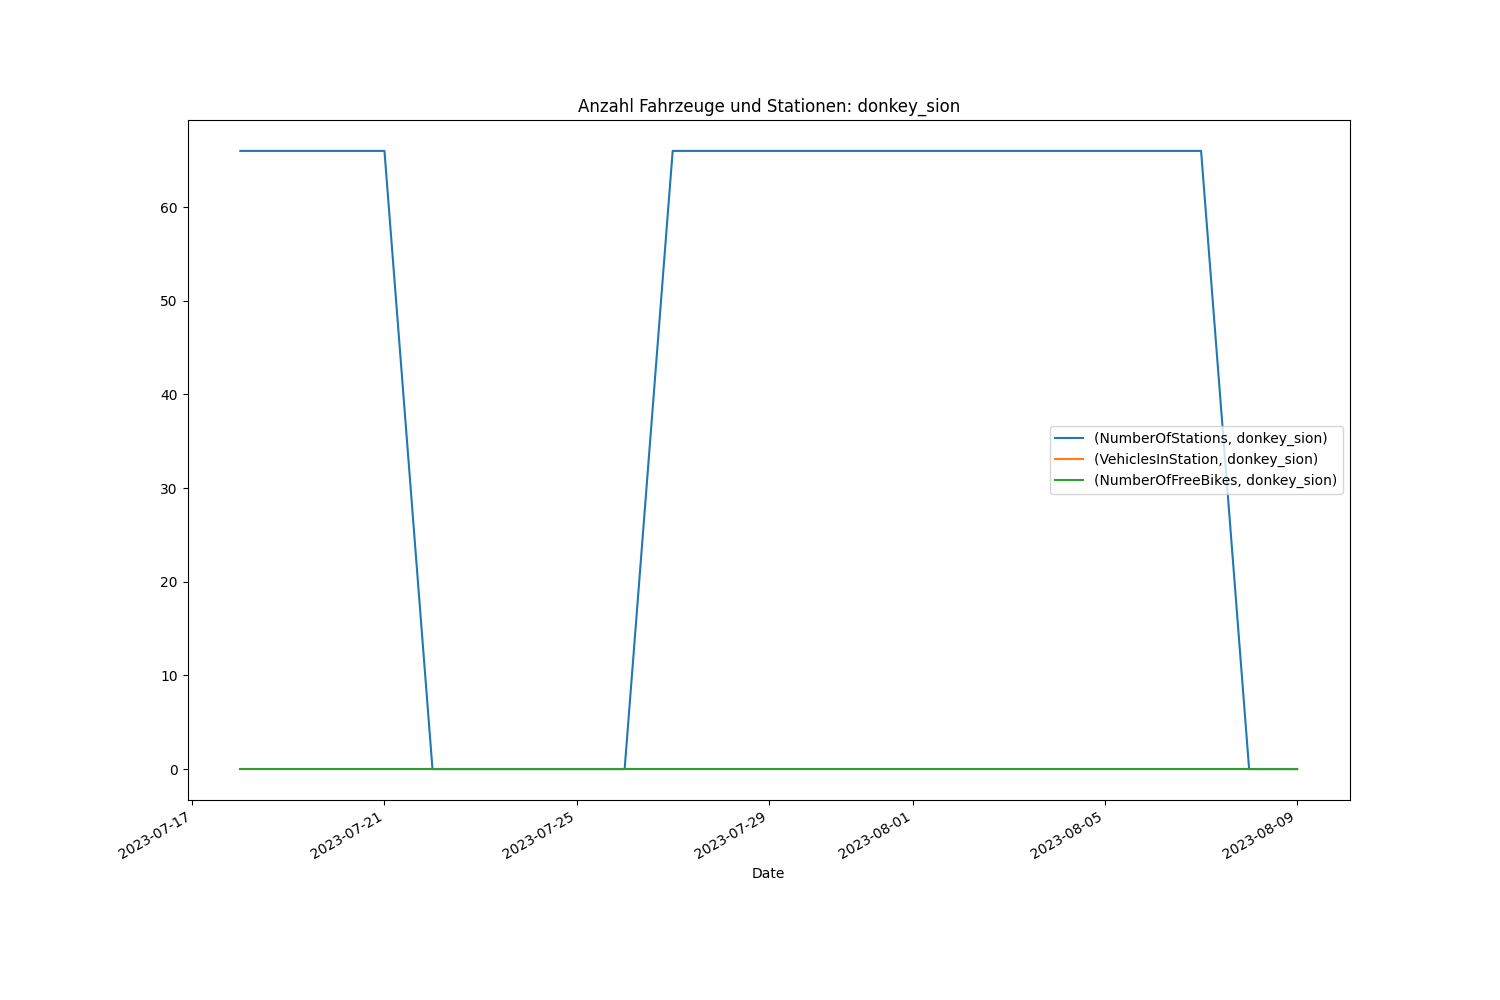 Anzahl Fahrzeuge und Stationen: donkey_sion
60
50
40
30
20
10
0
(NumberOfStations, donkey_sion)
(VehiclesInStation, donkey_sion)
(NumberOfFreeBikes, donkey_sion)
2023-07-17
2023-07-21
2023-07-25
2023-07-29
2023-08-01
2023-08-05
2023-08-09
Date